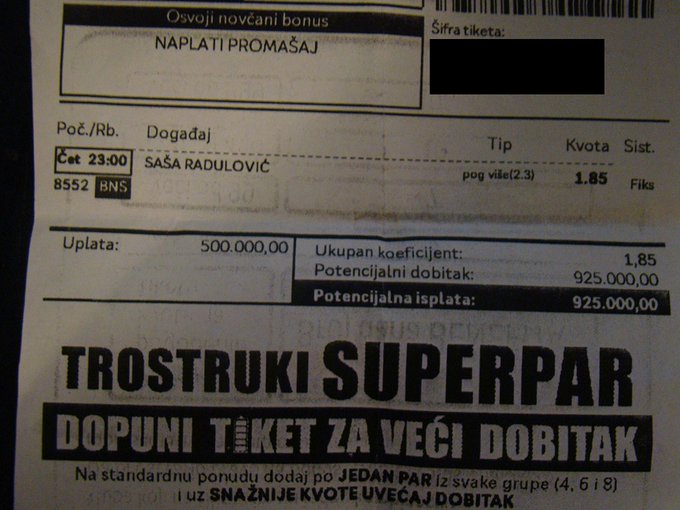 Osvoji novčani bonus
NAPLATI PROMAŠAJ
Šifra tiketa:
Poč./Rb. Događaj Tip Kvota Sist.
Čet 23:00 SAŠA RADULOVIĆ pog više(2.3) 1.85 Fiks
8552 BNS
Uplata: 500.000,00
Ukupan koeficijent: 1,85
Potencijalni dobitak: 925.000,00
Potencijalna isplata: 925.000,00
TROSTRUKI SUPERPAR
DOPUNI TIKET ZA VEĆI DOBITAK
Na standardnu ponudu dodaj po JEDAN PAR iz svake grupe (4, 6 i 8)
i uz SNAŽNIJE KVOTE UVEĆAJ DOBITAK